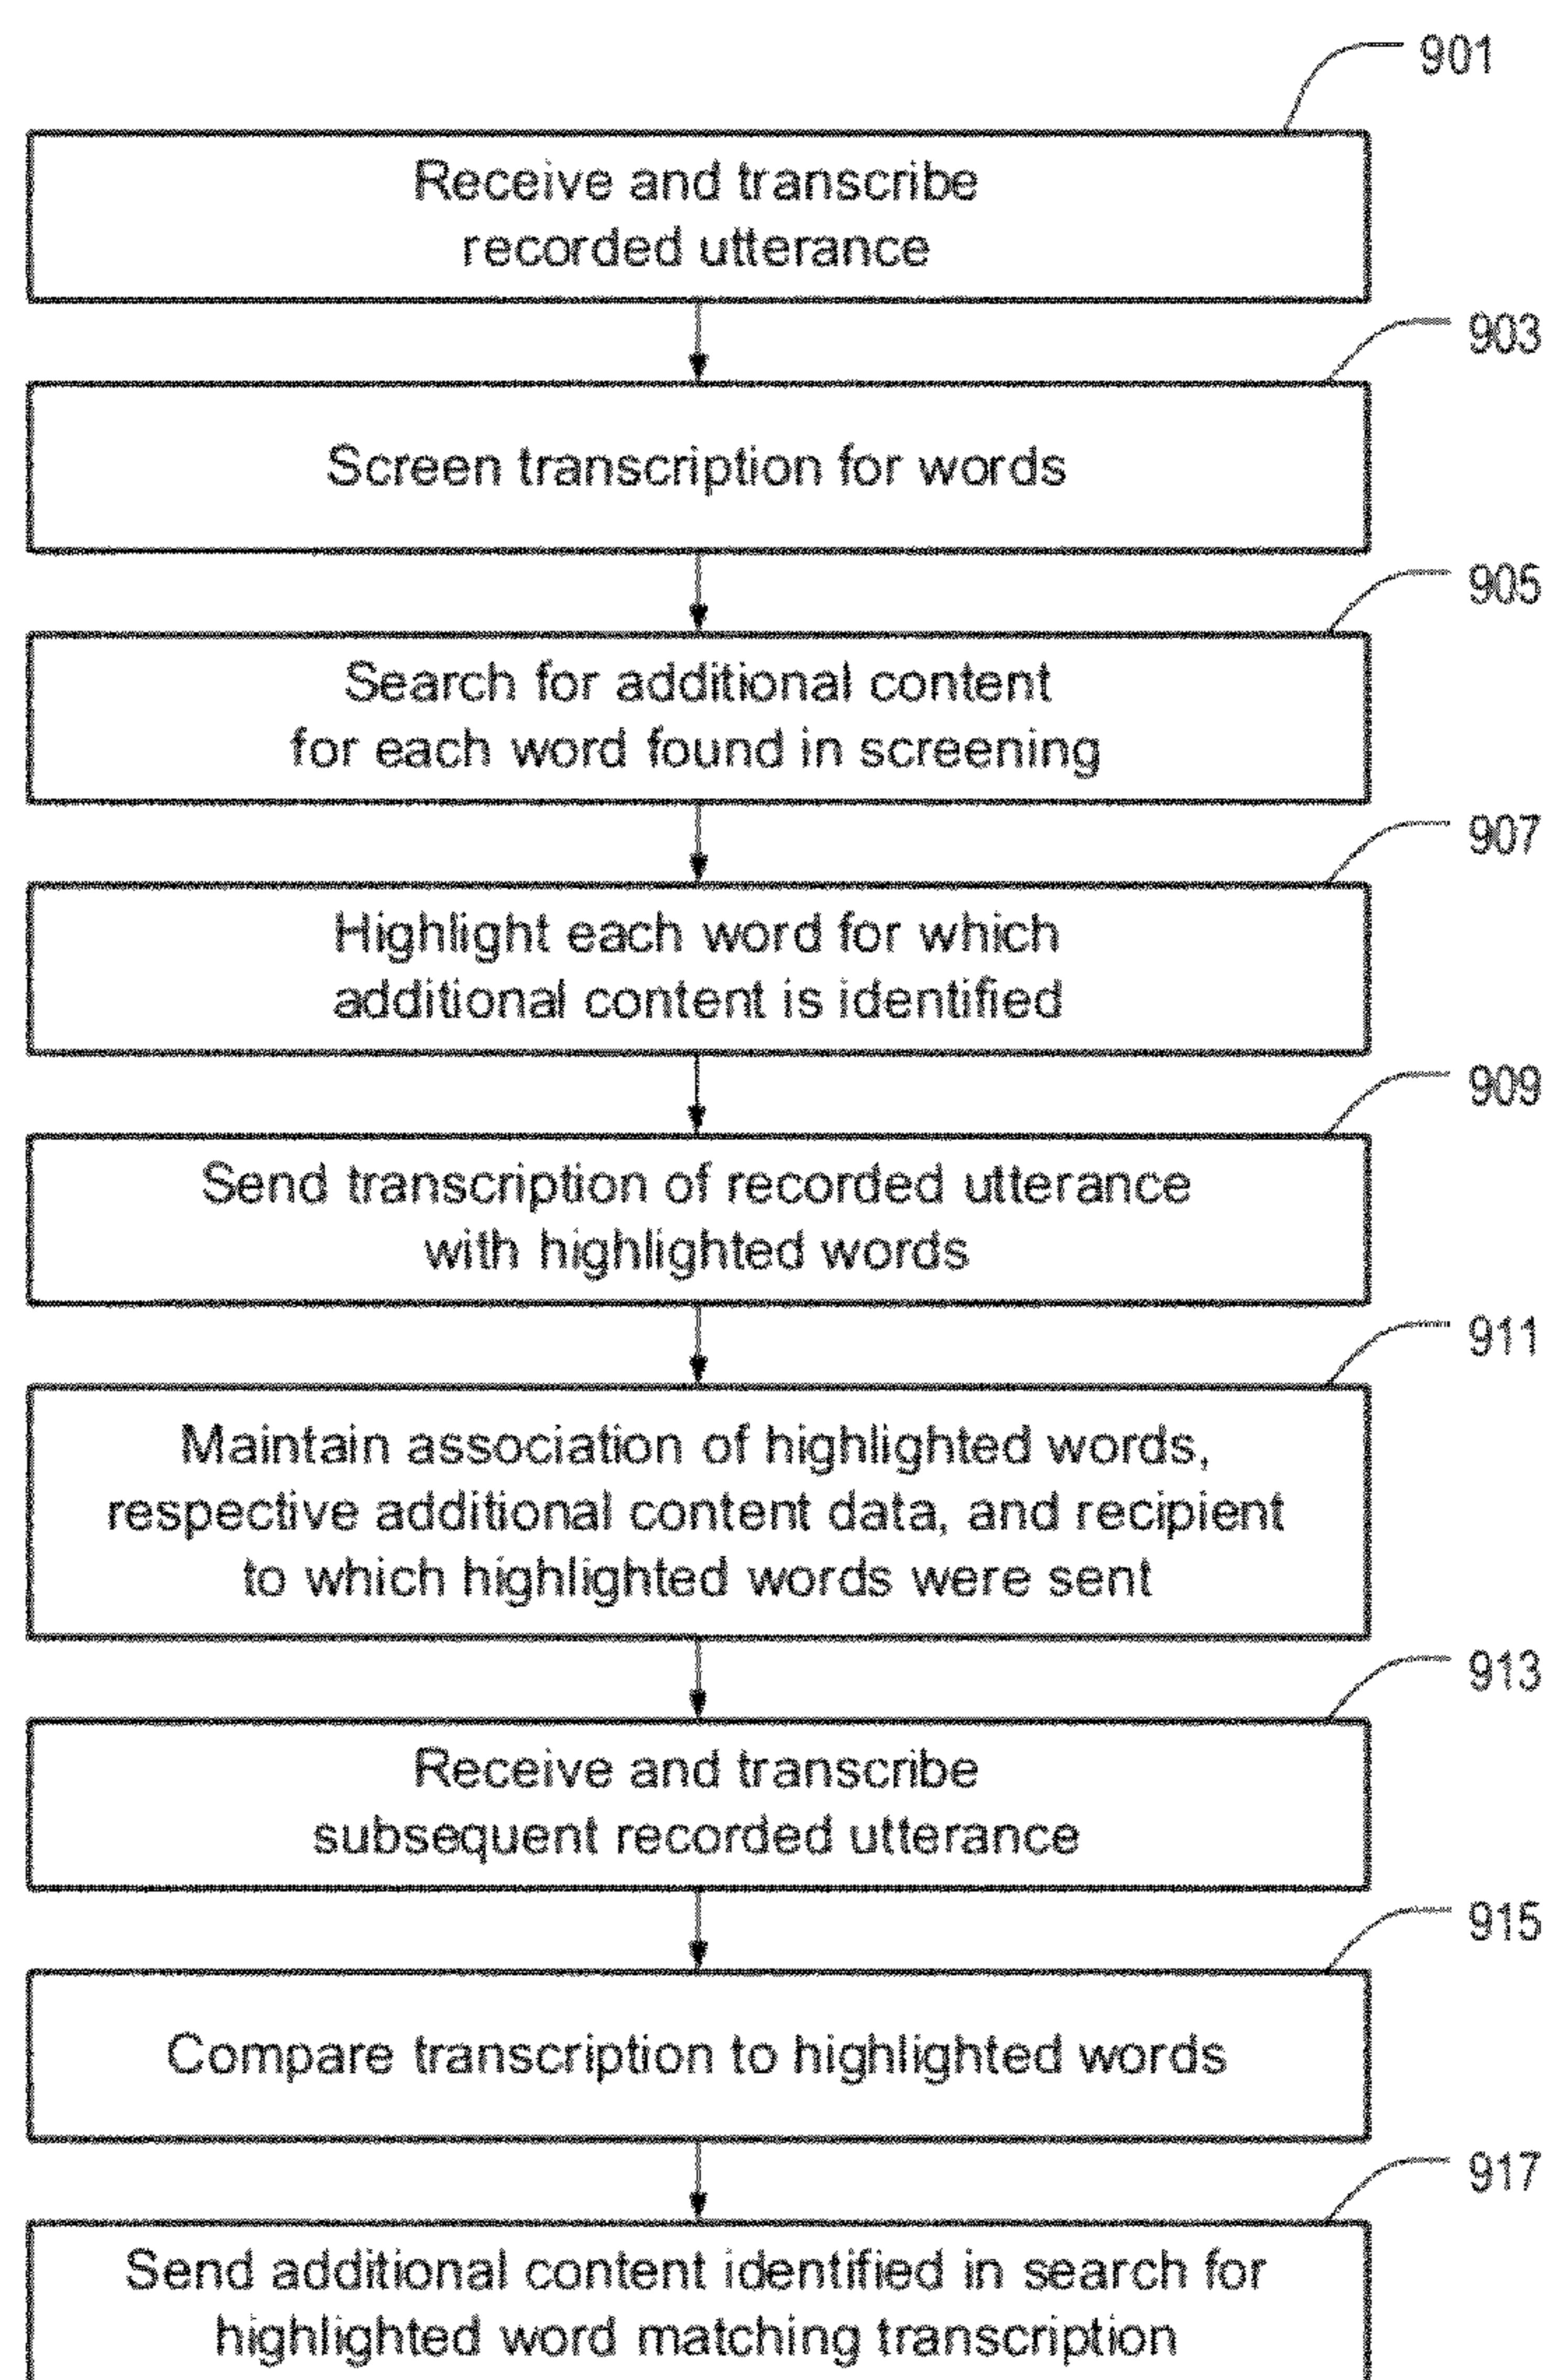 901
Receive and transcribe
recorded utterance
903
Screen transcription for words
905
Search for additional content
for each word found in screening
907
Highlight each word for which
additional content is identified
909
Send transcription of recorded utterance
with highlighted words
911
Maintain association of highlighted words,
respective additional content data, and recipient
to which highlighted words were sent
913
Receive and transcribe
subsequent recorded utterance
915
Compare transcription to highlighted words
917
Send additional content identified in search for
highlighted word matching transcription